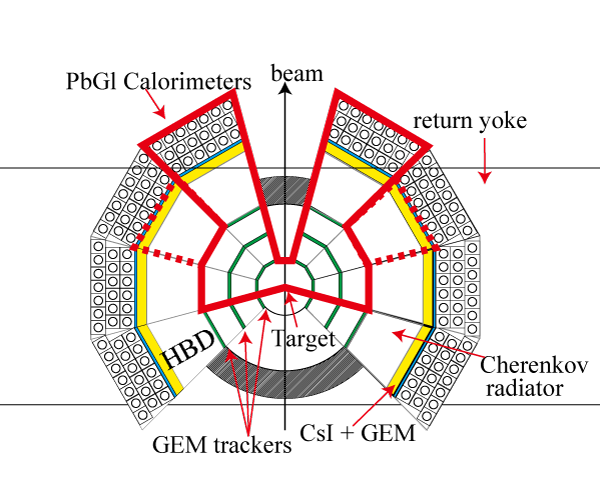 beam
PbGl Calorimeters
return yoke
HBD
Target
Cherenkov
radiator
GEM trackers
CsI + GEM